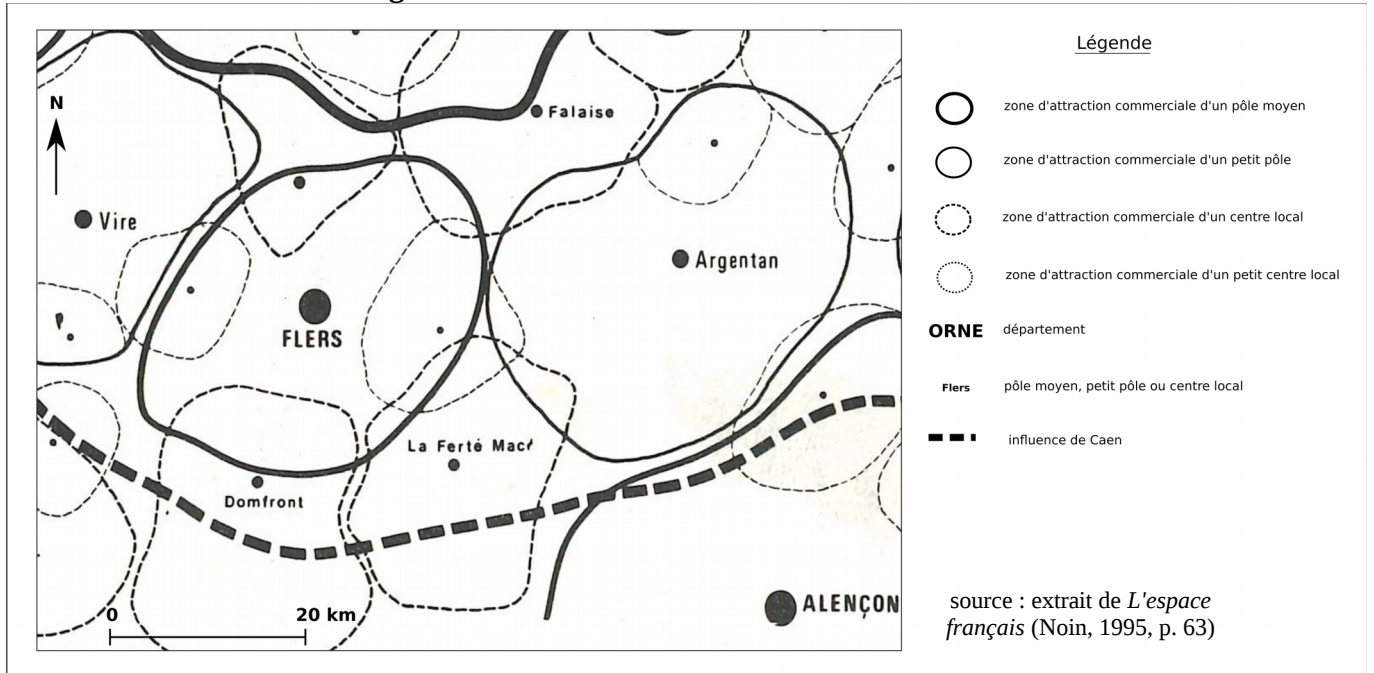 N
Falaise
Vire
Argentan
FLERS
La Ferté Macé
Domfront
ALENÇON
0 20 km
Légende
zone d'attraction commerciale d'un pôle moyen
zone d'attraction commerciale d'un petit pôle
zone d'attraction commerciale d'un centre local
zone d'attraction commerciale d'un petit centre local
ORNE département
Flers pôle moyen, petit pôle ou centre local
influence de Caen
source : extrait de L'espace
français (Noin, 1995, p. 63)